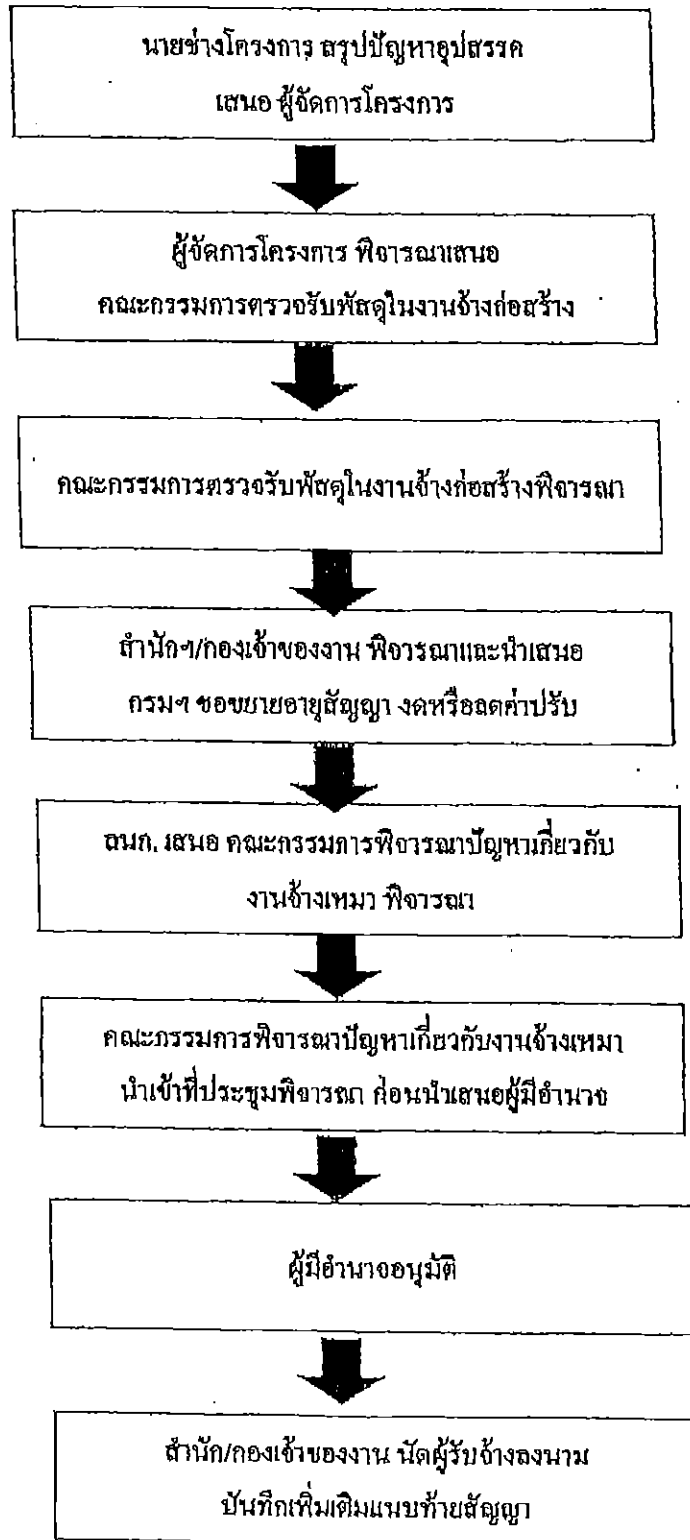 นายช่างโครงการ สรุปปัญหาอุปสรรค
เสนอ ผู้จัดการโครงการ
ผู้จัดการโครงการ พิจารณาเสนอ
คณะกรรมการตรวจรับพัสดุในงานจ้างก่อสร้าง
คณะกรรมการตรวจรับพัสดุในงานจ้างก่อสร้างพิจารณา
สำนักฯ/กองเจ้าของงาน พิจารณาและนำเสนอ
กรมฯ ขอขยายอายุสัญญา งดหรือลดค่าปรับ
ลนก. เสนอ คณะกรรมการพิจารณาปัญหาเกี่ยวกับ
งานจ้างเหมา พิจารณา
คณะกรรมการพิจารณาปัญหาเกี่ยวกับงานจ้างเหมา
นำเข้าที่ประชุมพิจารณา ก่อนนำเสนอผู้มีอำนาจ
ผู้มีอำนาจอนุมัติ
สำนัก/กองเจ้าของงาน นัดผู้รับจ้างลงนาม
บันทึกเพิ่มเติมแนบท้ายสัญญา